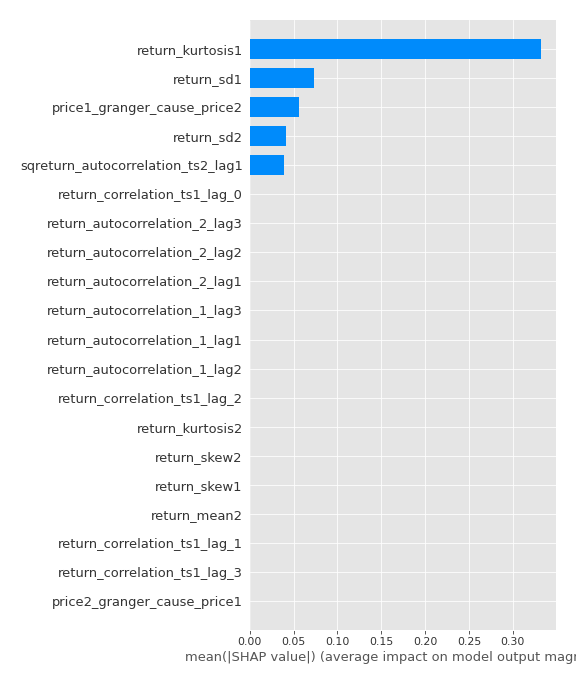 return_kurtosis1
return_sd1
price1_granger_cause_price2
return_sd2
sqreturn_autocorrelation_ts2_lag1
return_correlation_ts1_lag_0
return_autocorrelation_2_lag3
return_autocorrelation_2_lag2
return_autocorrelation_2_lag1
return_autocorrelation_1_lag3
return_autocorrelation_1_lag1
return_autocorrelation_1_lag2
return_correlation_ts1_lag_2
return_kurtosis2
return_skew2
return_skew1
return_mean2
return_correlation_ts1_lag_1
return_correlation_ts1_lag_3
price2_granger_cause_price1
0.00 0.05 0.10 0.15 0.20 0.25 0.30
mean(|SHAP value|) (average impact on model output magn